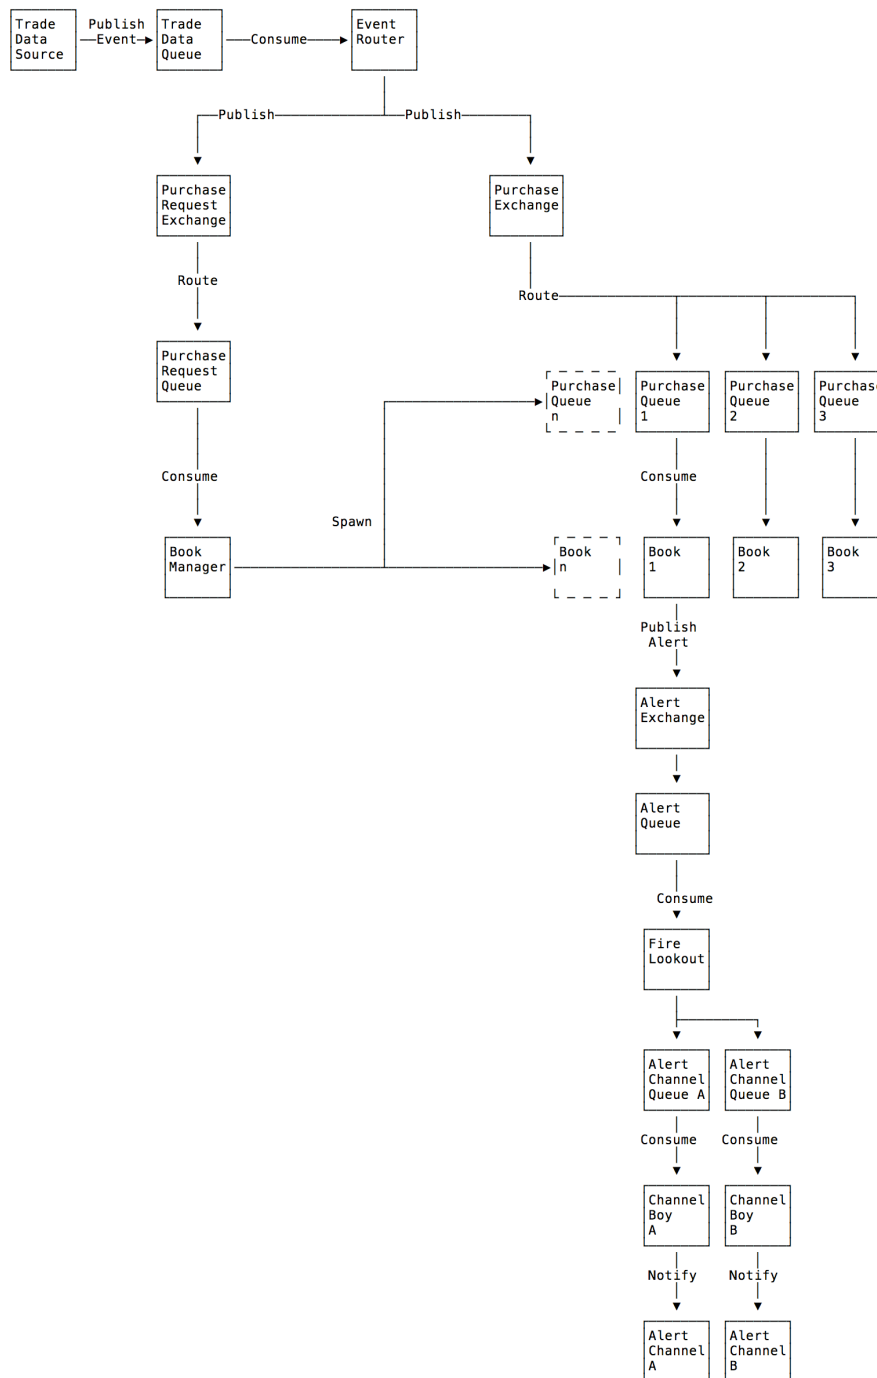 Trade
Data
Source
Publish
Event
Trade
Data
Queue
Consume
Event
Router
Publish
Publish
Purchase
Request
Exchange
Purchase
Exchange
Route
Route
Purchase
Request
Queue
Purchase
Queue
n
Purchase
Queue
1
Purchase
Queue
2
Purchase
Queue
3
Consume
Consume
Spawn
Book
Manager
Book
n
Book
1
Book
2
Book
3
Publish
Alert
Alert
Exchange
Alert
Queue
Consume
Fire
Lookout
Alert
Channel
Queue A
Alert
Channel
Queue B
Consume
Consume
Channel
Boy
A
Channel
Boy
B
Notify
Notify
Alert
Channel
A
Alert
Channel
B